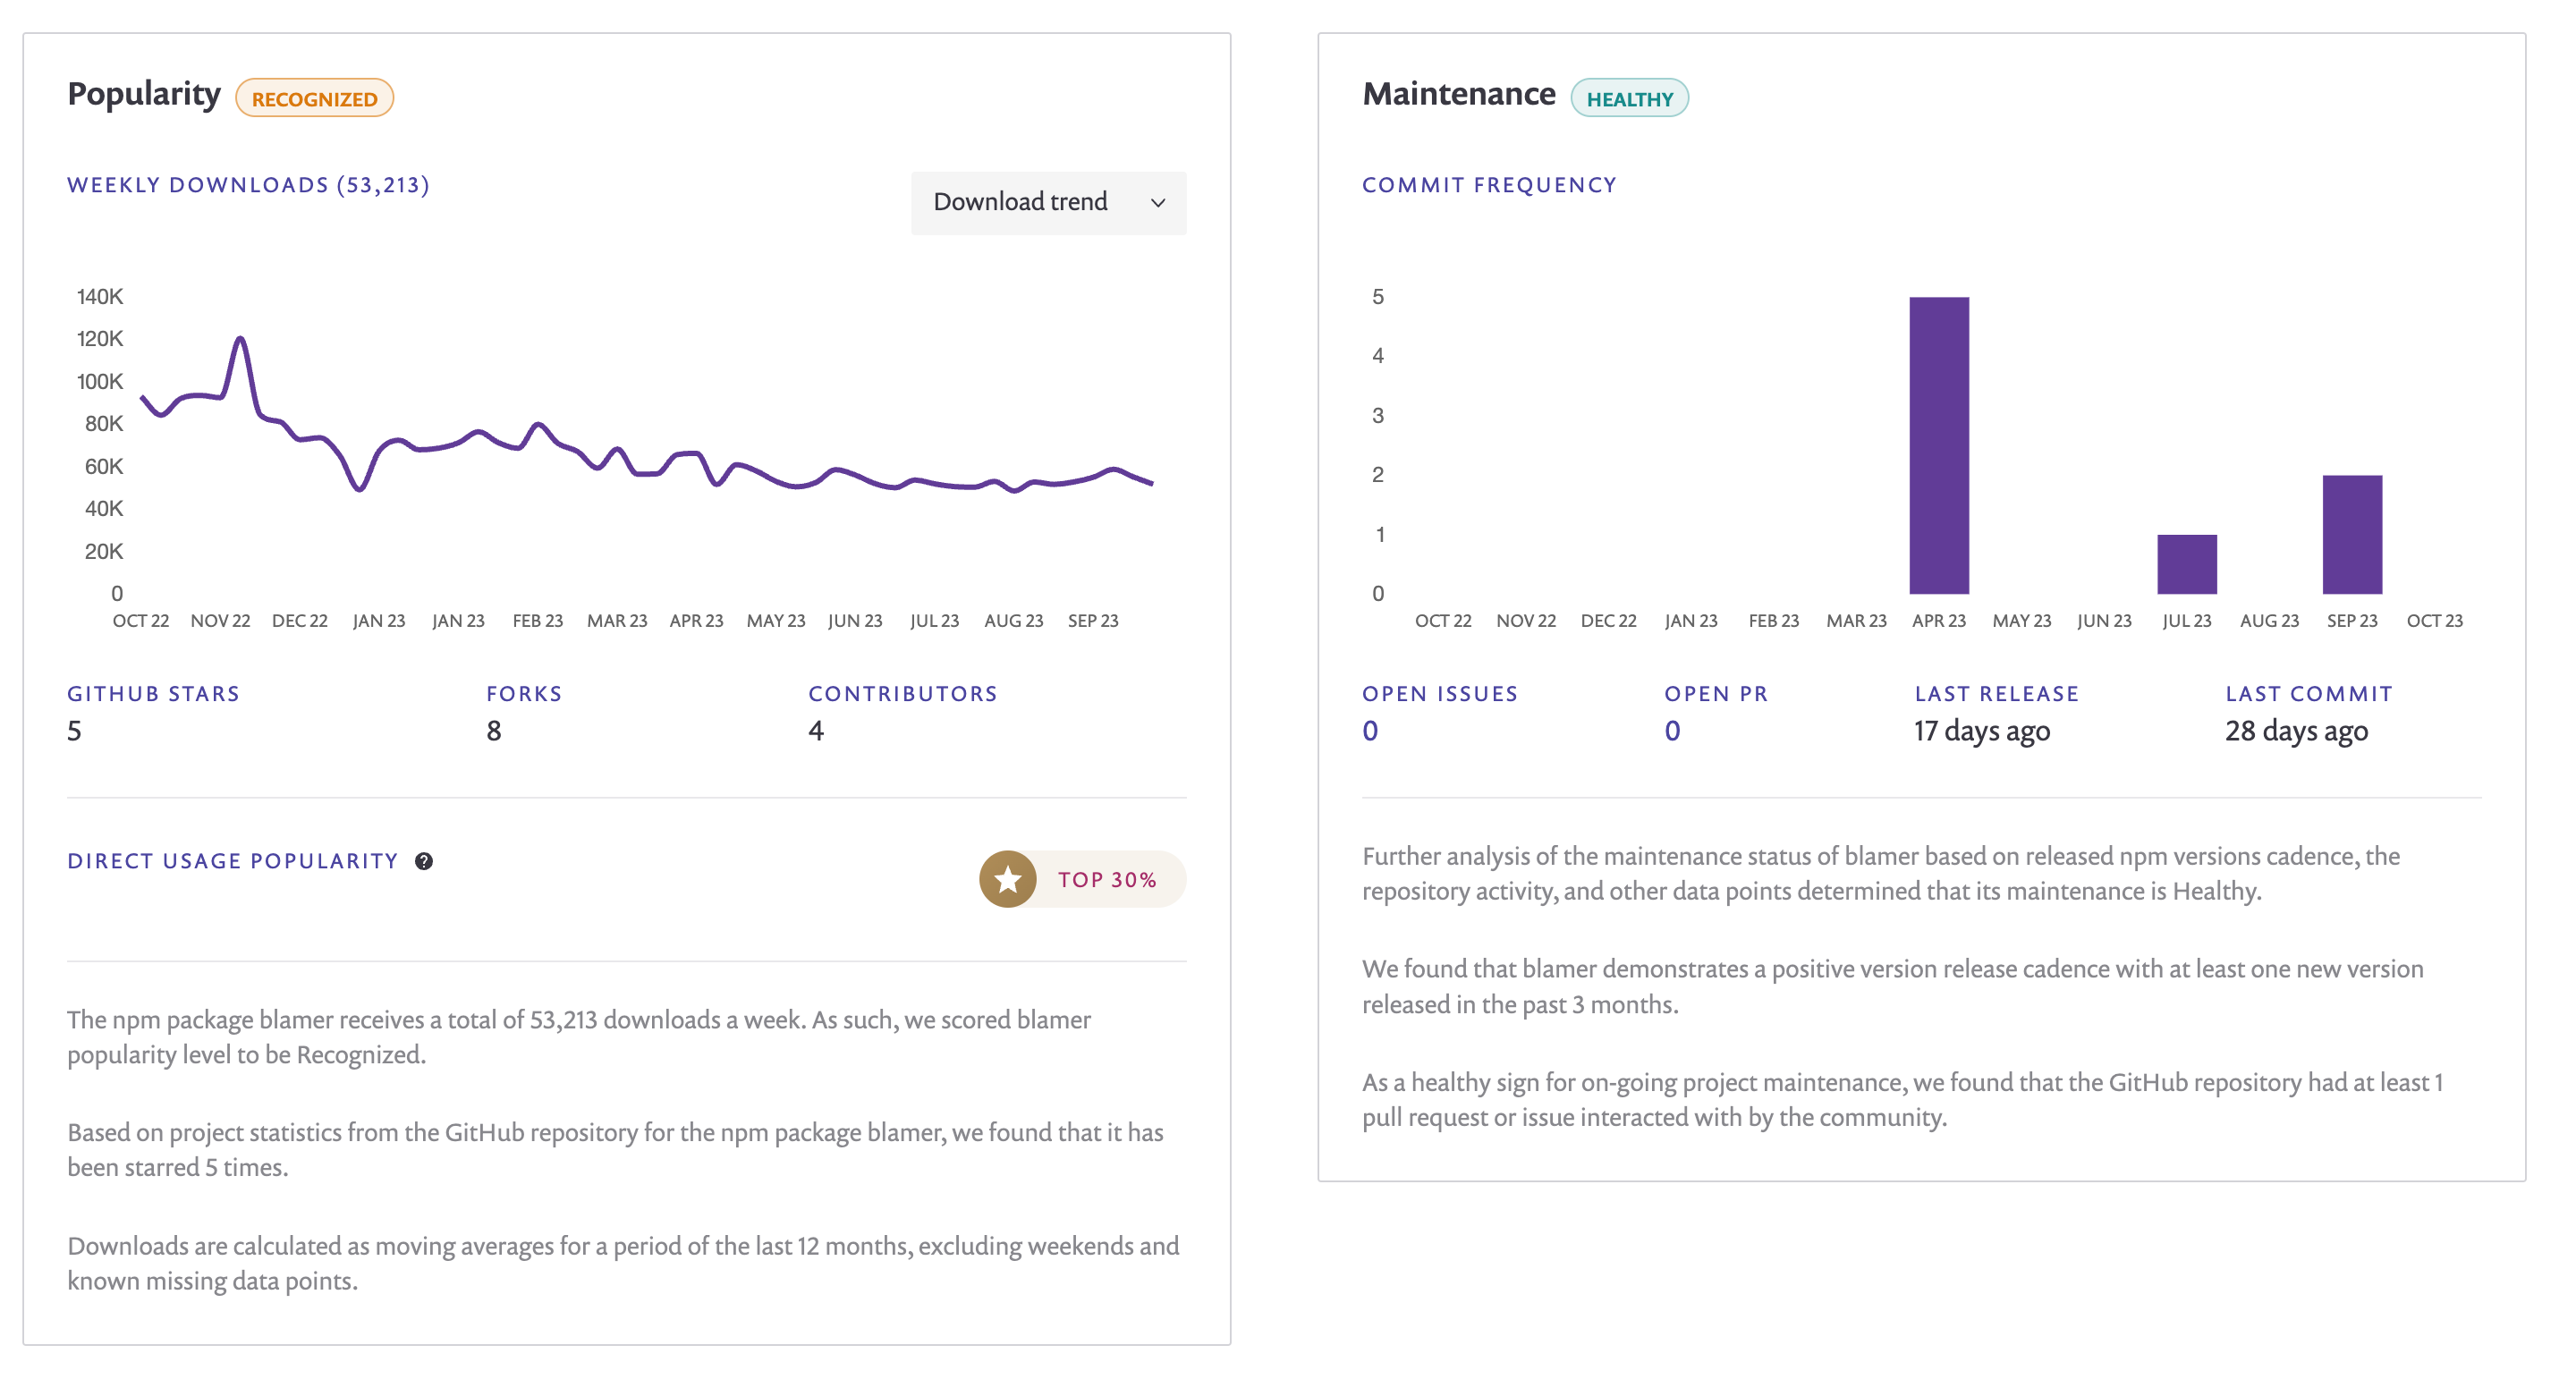 Popularity RECOGNIZED
WEEKLY DOWNLOADS (53,213)
Download trend
140K
120K
100K
80K
60K
40K
20K
0
OCT 22 NOV 22 DEC 22 JAN 23 JAN 23 FEB 23 MAR 23 APR 23 MAY 23 JUN 23 JUL 23 AUG 23 SEP 23
GITHUB STARS FORKS CONTRIBUTORS
5 8 4
DIRECT USAGE POPULARITY ?
TOP 30%
The npm package blamer receives a total of 53,213 downloads a week. As such, we scored blamer
popularity level to be Recognized.
Based on project statistics from the GitHub repository for the npm package blamer, we found that it has
been starred 5 times.
Downloads are calculated as moving averages for a period of the last 12 months, excluding weekends and
known missing data points.
Maintenance HEALTHY
COMMIT FREQUENCY
5
4
3
2
1
0
OCT 22 NOV 22 DEC 22 JAN 23 FEB 23 MAR 23 APR 23 MAY 23 JUN 23 JUL 23 AUG 23 SEP 23 OCT 23
OPEN ISSUES OPEN PR LAST RELEASE LAST COMMIT
0 0 17 days ago 28 days ago
Further analysis of the maintenance status of blamer based on released npm versions cadence, the
repository activity, and other data points determined that its maintenance is Healthy.
We found that blamer demonstrates a positive version release cadence with at least one new version
released in the past 3 months.
As a healthy sign for on-going project maintenance, we found that the GitHub repository had at least 1
pull request or issue interacted with by the community.